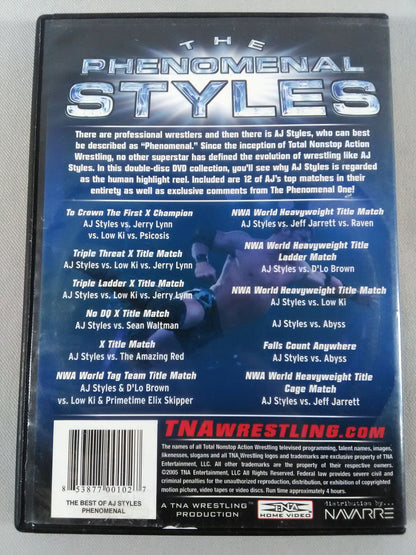 THE
PHENOMENAL
STYLES
There are professional wrestlers and then there is AJ Styles, who can best
be described as "Phenomenal." Since the inception of Total Nonstop Action
Wrestling, no other superstar has defined the evolution of wrestling like AJ
Styles. In this double-disc DVD collection, you'll see why AJ Styles is regarded
as the human highlight reel. Included are 12 of AJ's top matches in their
entirety as well as exclusive comments from The Phenomenal One!
To Crown The First X Champion
AJ Styles vs. Jerry Lynn
vs. Low Ki vs. Psicosis
Triple Threat X Title Match
AJ Styles vs. Low Ki vs. Jerry Lynn
Triple Ladder X Title Match
AJ Styles vs. Low Ki vs. Jerry Lynn
No DQ X Title Match
AJ Styles vs. Sean Waltman
X Title Match
AJ Styles vs. The Amazing Red
NWA World Tag Team Title Match
AJ Styles & D'Lo Brown
vs. Low Ki & Primetime Elix Skipper
NWA World Heavyweight Title Match
AJ Styles vs. Jeff Jarrett vs. Raven
NWA World Heavyweight Title
Ladder Match
AJ Styles vs. D'Lo Brown
NWA World Heavyweight Title Match
AJ Styles vs. Low Ki
AJ Styles vs. Abyss
Falls Count Anywhere
AJ Styles vs. Abyss
NWA World Heavyweight Title
Cage Match
AJ Styles vs. Jeff Jarrett
TNAWRESTLING.COM
The names of all Total Nonstop Action Wrestling televised programming, talent names, images,
likenesses, slogans and all TNA Wrestling logos and trademarks are exclusive property of TNA
Entertainment, LLC. All other trademarks are the property of their respective owners.
©2005 TNA Entertainment, LLC All Rights Reserved. Federal laws provide severe civil and
criminal penalties for the unauthorized reproduction, distribution, or exhibition of copyrighted
motion picture, video tapes or video discs. Run time approximately 4 hours.
8 53877 00102 7
THE BEST OF AJ STYLES
PHENOMENAL
A TNA WRESTLING
PRODUCTION
TNA
HOME VIDEO
distribution by...
NAVARRE